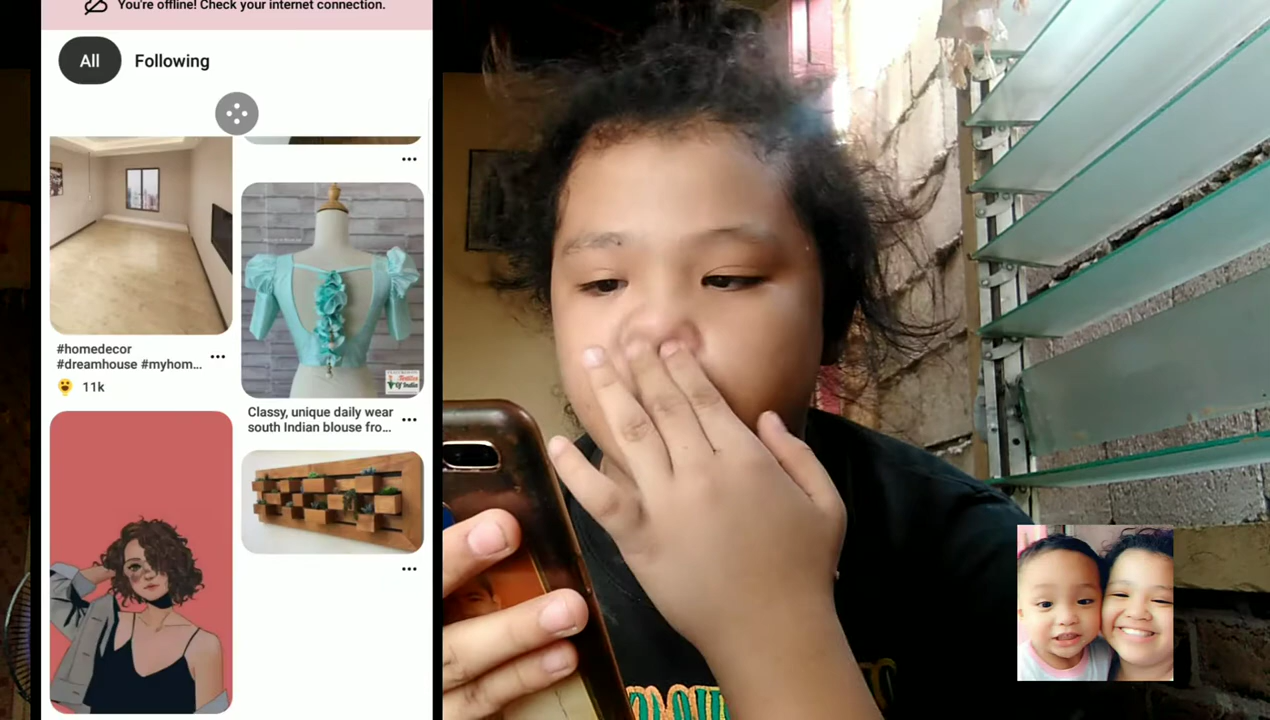 You're offline! Check your internet connection.
All
Following
#homedecor
#dreamhouse #myhom...
11k
Classy, unique daily wear
south Indian blouse fro...